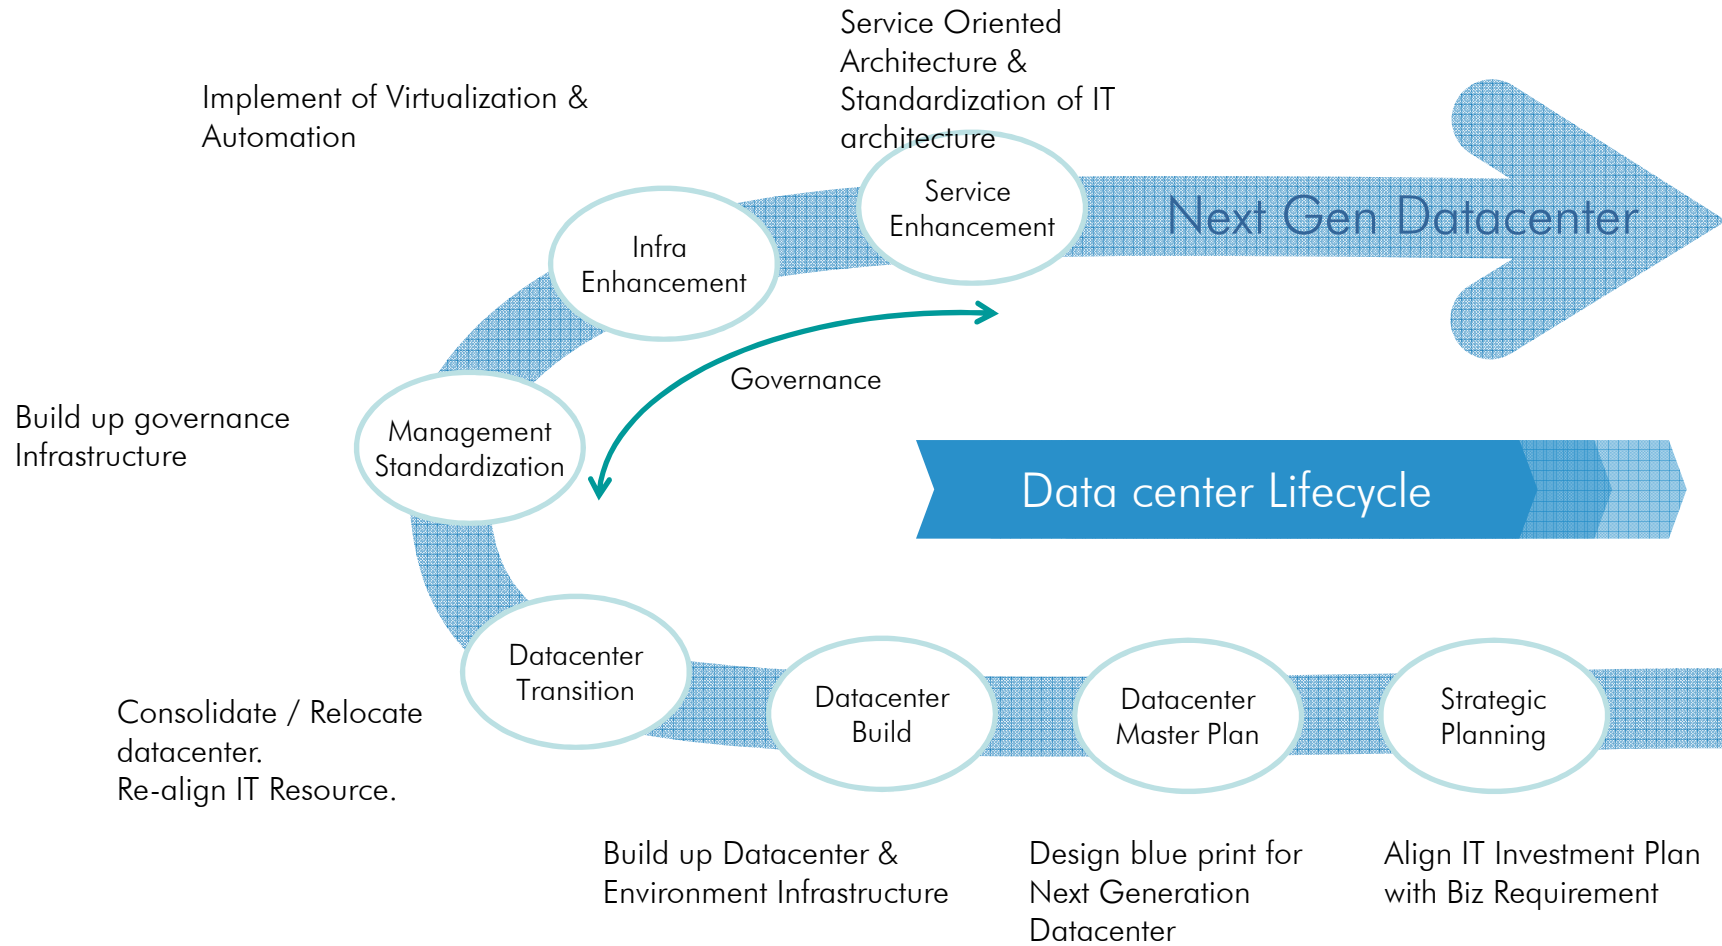 Service Oriented
Architecture &
Standardization of IT
architecture
Implement of Virtualization &
Automation
Service
Enhancement
Next Gen Datacenter
Infra
Enhancement
Governance
Build up governance
Infrastructure
Management
Standardization
Data center Lifecycle
Datacenter
Transition
Datacenter
Build
Datacenter
Master Plan
Strategic
Planning
Consolidate / Relocate
datacenter.
Re-align IT Resource.
Build up Datacenter &
Environment Infrastructure
Design blue print for
Next Generation
Datacenter
Align IT Investment Plan
with Biz Requirement